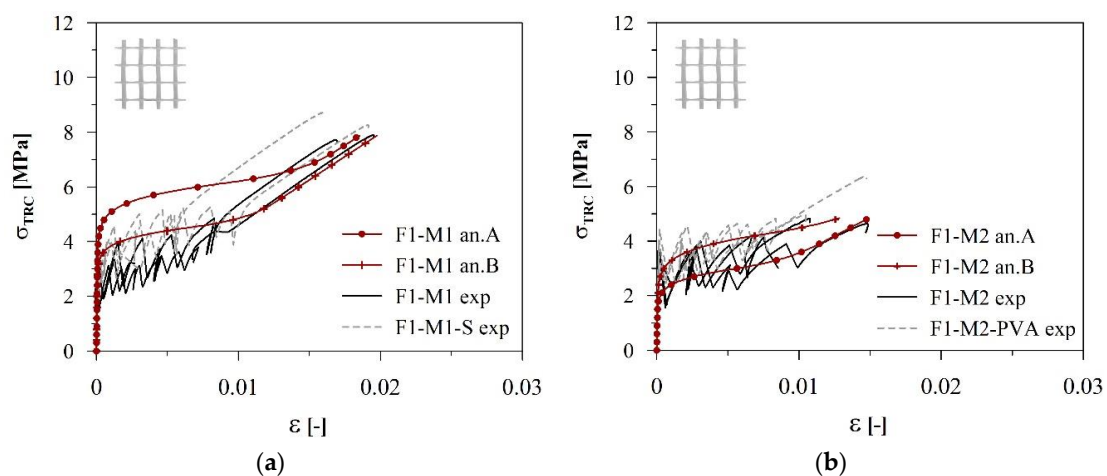 12
10
8
6
4
2
0
σTRC [MPa]
F1-M1 an.A
F1-M1 an.B
F1-M1 exp
F1-M1-S exp
0
0.01
0.02
0.03
ε [-]
(a)
12
10
8
6
4
2
0
σTRC [MPa]
F1-M2 an.A
F1-M2 an.B
F1-M2 exp
F1-M2-PVA exp
0
0.01
0.02
0.03
ε [-]
(b)